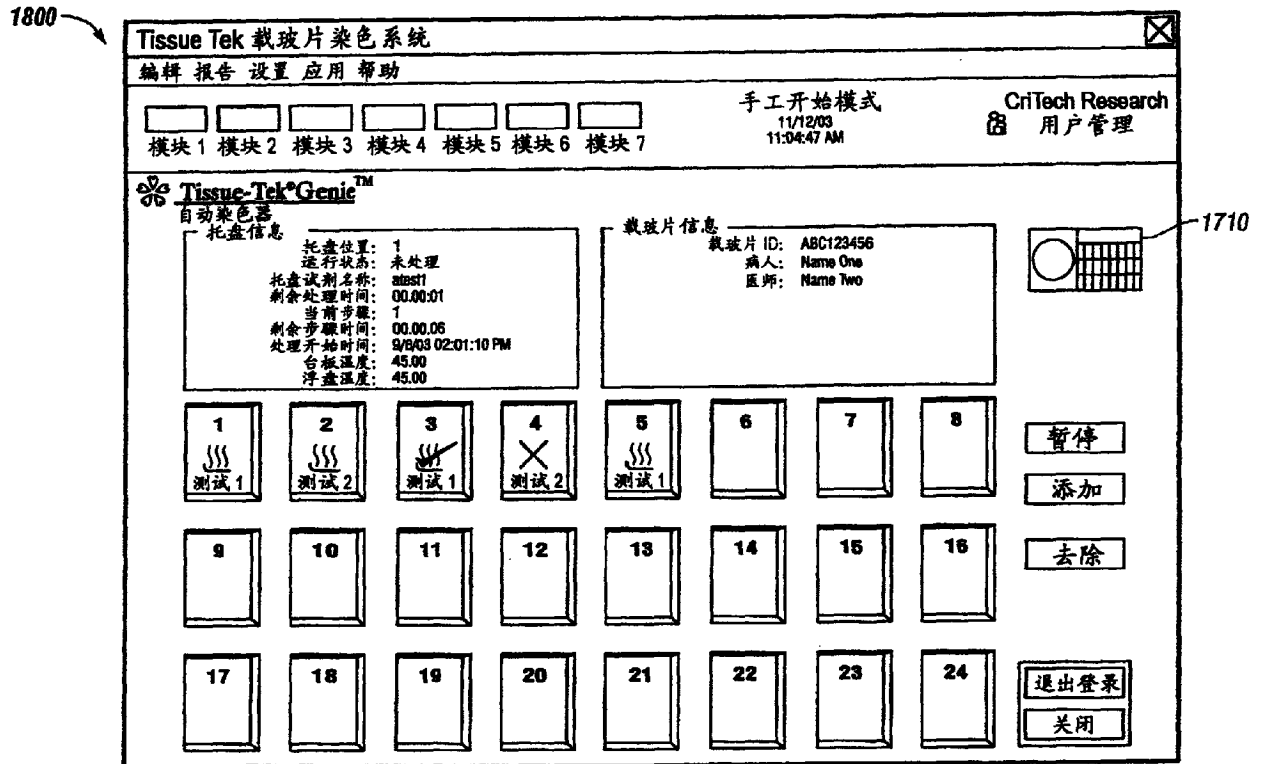 1800
Tissue Tek 载玻片染色系统
编辑 报告 设置 应用 帮助
模块 1 模块 2 模块 3 模块 4 模块 5 模块 6 模块 7
手工开始模式
11/12/03
11:04:47 AM
CriTech Research
用户管理
Tissue-Tek®Genie™
自动染色器
托盘信息
托盘位置: 1
运行状态: 未处理
托盘试剂名称: atest1
剩余处理时间: 00.00:01
当前步骤: 1
剩余步骤时间: 00.00.06
处理开始时间: 9/8/03 02:01:10 PM
台板温度: 45.00
浮盘温度: 45.00
载玻片信息
载玻片 ID: ABC123456
病人: Name One
医师: Name Two
1710
1 2 3 4 5 6 7 8
测试 1 测试 2 测试 1 测试 2 测试 1
暂停
添加
9 10 11 12 13 14 15 16
去除
17 18 19 20 21 22 23 24
退出登录
关闭